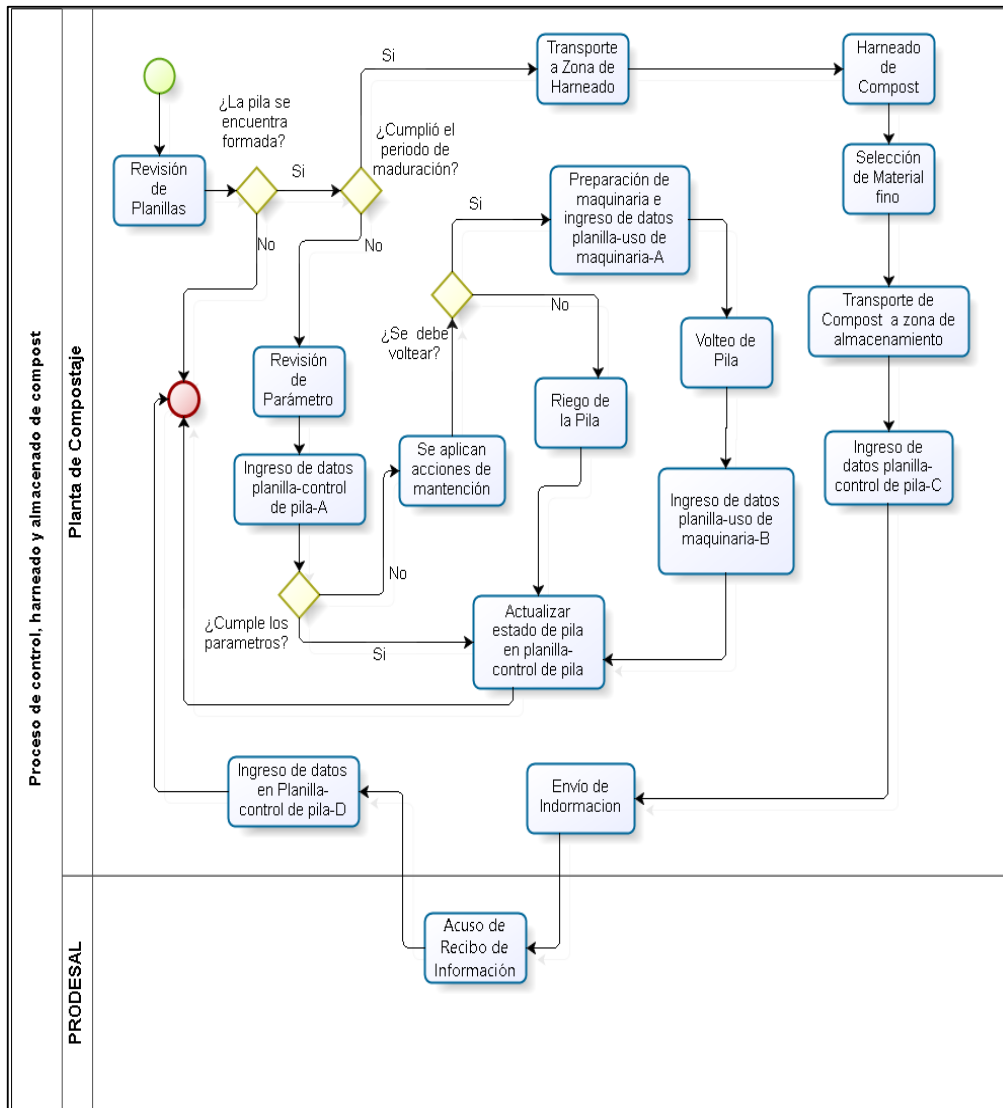 Proceso de control, harneado y almacenado de compost
Planta de Compostaje
PRODESAL
¿La pila se
encuentra
formada?
Revisión
de
Planillas
Si
No
¿Cumplió el
periodo de
maduración?
Si
No
Transporte
a Zona de
Harneado
Harneado
de
Compost
Selección
de Material
fino
Transporte de
Compost a zona de
almacenamiento
Ingreso de
datos planilla-
control de pila-C
Revisión
de
Parámetro
Ingreso de datos
planilla-control
de pila-A
¿Cumple los
parametros?
No
Si
Se aplican
acciones de
mantención
¿Se debe
voltear?
Si
No
Preparación de
maquinaria e
ingreso de datos
planilla-uso de
maquinaria-A
Volteo de
Pila
Riego de
la Pila
Ingreso de datos
planilla-uso de
maquinaria-B
Actualizar
estado de pila
en planilla-
control de pila
Envío de
Indormacion
Ingreso de datos
en Planilla-
control de pila-D
Acuso de
Recibo de
Información